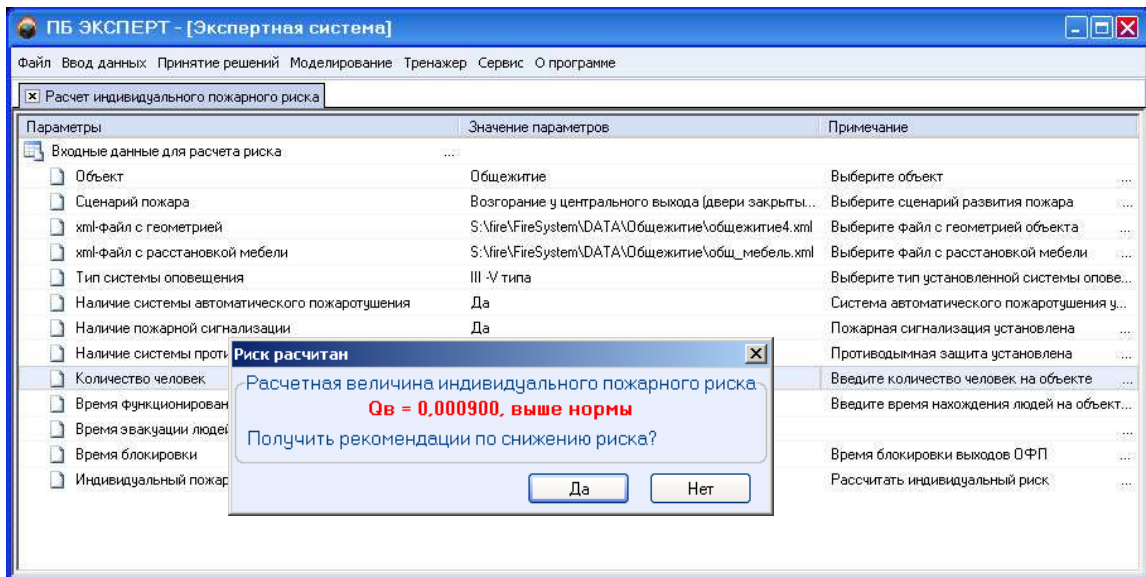 ПБ ЭКСПЕРТ - [Экспертная система]
Файл Ввод данных Принятие решений Моделирование Тренажер Сервис О программе
Расчет индивидуального пожарного риска
Параметры Значение параметров Примечание
Входные данные для расчета риска ...
Объект Общежитие Выберите объект ...
Сценарий пожара Возгорание у центрального выхода (двери закрыты... Выберите сценарий развития пожара ...
xml-файл с геометрией S:\fire\FireSystem\DATA\Общежитие\общежитие4.xml Выберите файл с геометрией объекта ...
xml-файл с расстановкой мебели S:\fire\FireSystem\DATA\Общежитие\общ_мебель.xml Выберите файл с расстановкой мебели ...
Тип системы оповещения III -V типа Выберите тип установленной системы опове...
Наличие системы автоматического пожаротушения Да Система автоматического пожаротушения у...
Наличие пожарной сигнализации Да Пожарная сигнализация установлена ...
Наличие системы проти Противодымная защита установлена ...
Количество человек Введите количество человек на объекте ...
Время функционирован Введите время нахождения людей на объект...
Время эвакуации людей ...
Время блокировки Время блокировки выходов ОФП ...
Индивидуальный пожар Рассчитать индивидуальный риск ...
Риск расчитан
Расчетная величина индивидуального пожарного риска
Qв = 0,000900, выше нормы
Получить рекомендации по снижению риска?
Да Нет